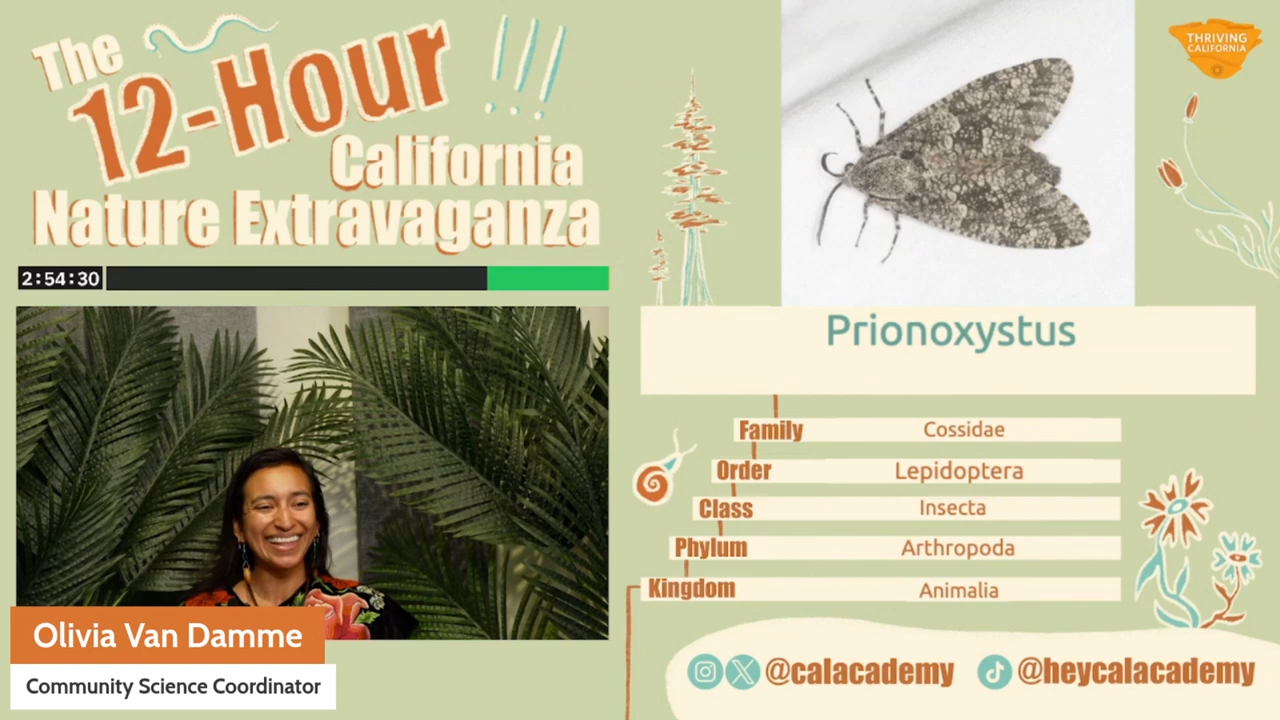 The
12-Hour
!!!
California
Nature Extravaganza
2:54:30
Olivia Van Damme
Community Science Coordinator
THRIVING
CALIFORNIA
Prionoxystus
Family Cossidae
Order Lepidoptera
Class Insecta
Phylum Arthropoda
Kingdom Animalia
@calacademy @heycalacademy